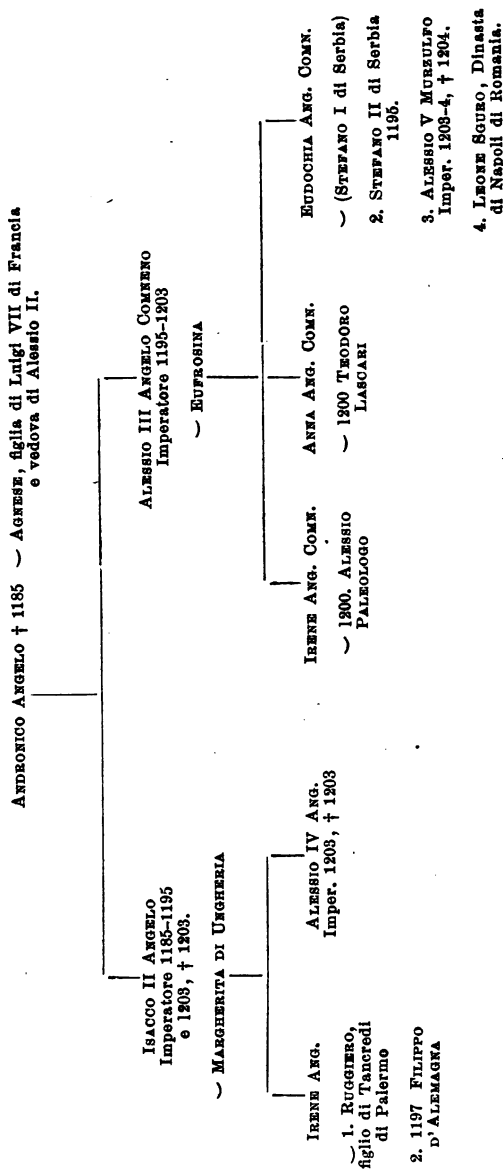 ANDRONICO ANGELO † 1185 ⌣ AGNESE, figlia di Luigi VII di Francia
e vedova di Alessio II.
ISACCO II ANGELO
Imperatore 1185-1195
e 1203, † 1203.
⌣ MARGHERITA DI UNGHERIA
ALESSIO III ANGELO COMNENO
Imperatore 1195-1203
⌣ EUFROSINA
IRENE ANG.
⌣ 1. RUGGIERO,
figlio di Tancredi
di Palermo
2. 1197 FILIPPO
D'ALEMAGNA
ALESSIO IV ANG.
Imper. 1203, † 1203
IRENE ANG. COMN.
⌣ 1200. ALESSIO
PALEOLOGO
ANNA ANG. COMN.
⌣ 1200 TEODORO
LASCARI
EUDOCHIA ANG. COMN.
⌣ (STEFANO I di Serbia)
2. STEFANO II di Serbia
1195.
3. ALESSIO V MURZULFO
Imper. 1203-4, † 1204.
4. LEONE SGURO, Dinasta
di Napoli di Romania.